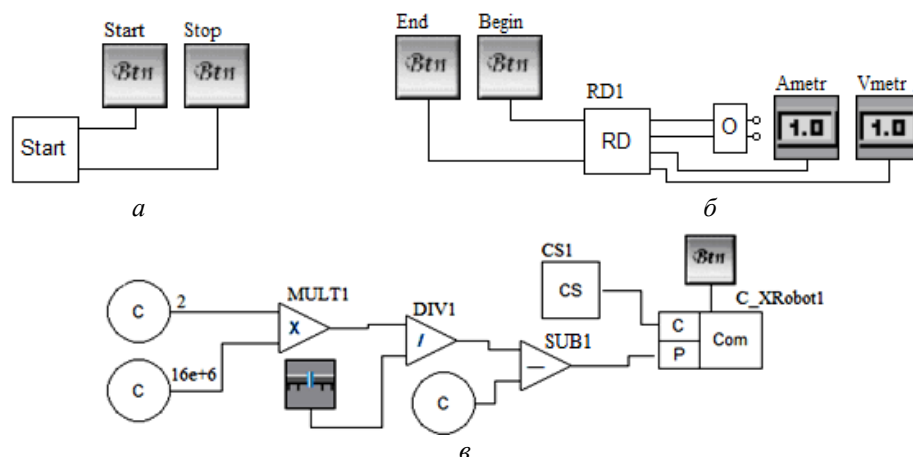 Start Stop
Btn Btn
Start
а
End Begin
Btn Btn
RD1
RD
O
Ametr Vmetr
1.0 1.0
б
C 2
C 16e+6
MULT1
X
DIV1
/
C
SUB1
—
CS1
CS
Btn
C_XRobot1
C
P
Com
в